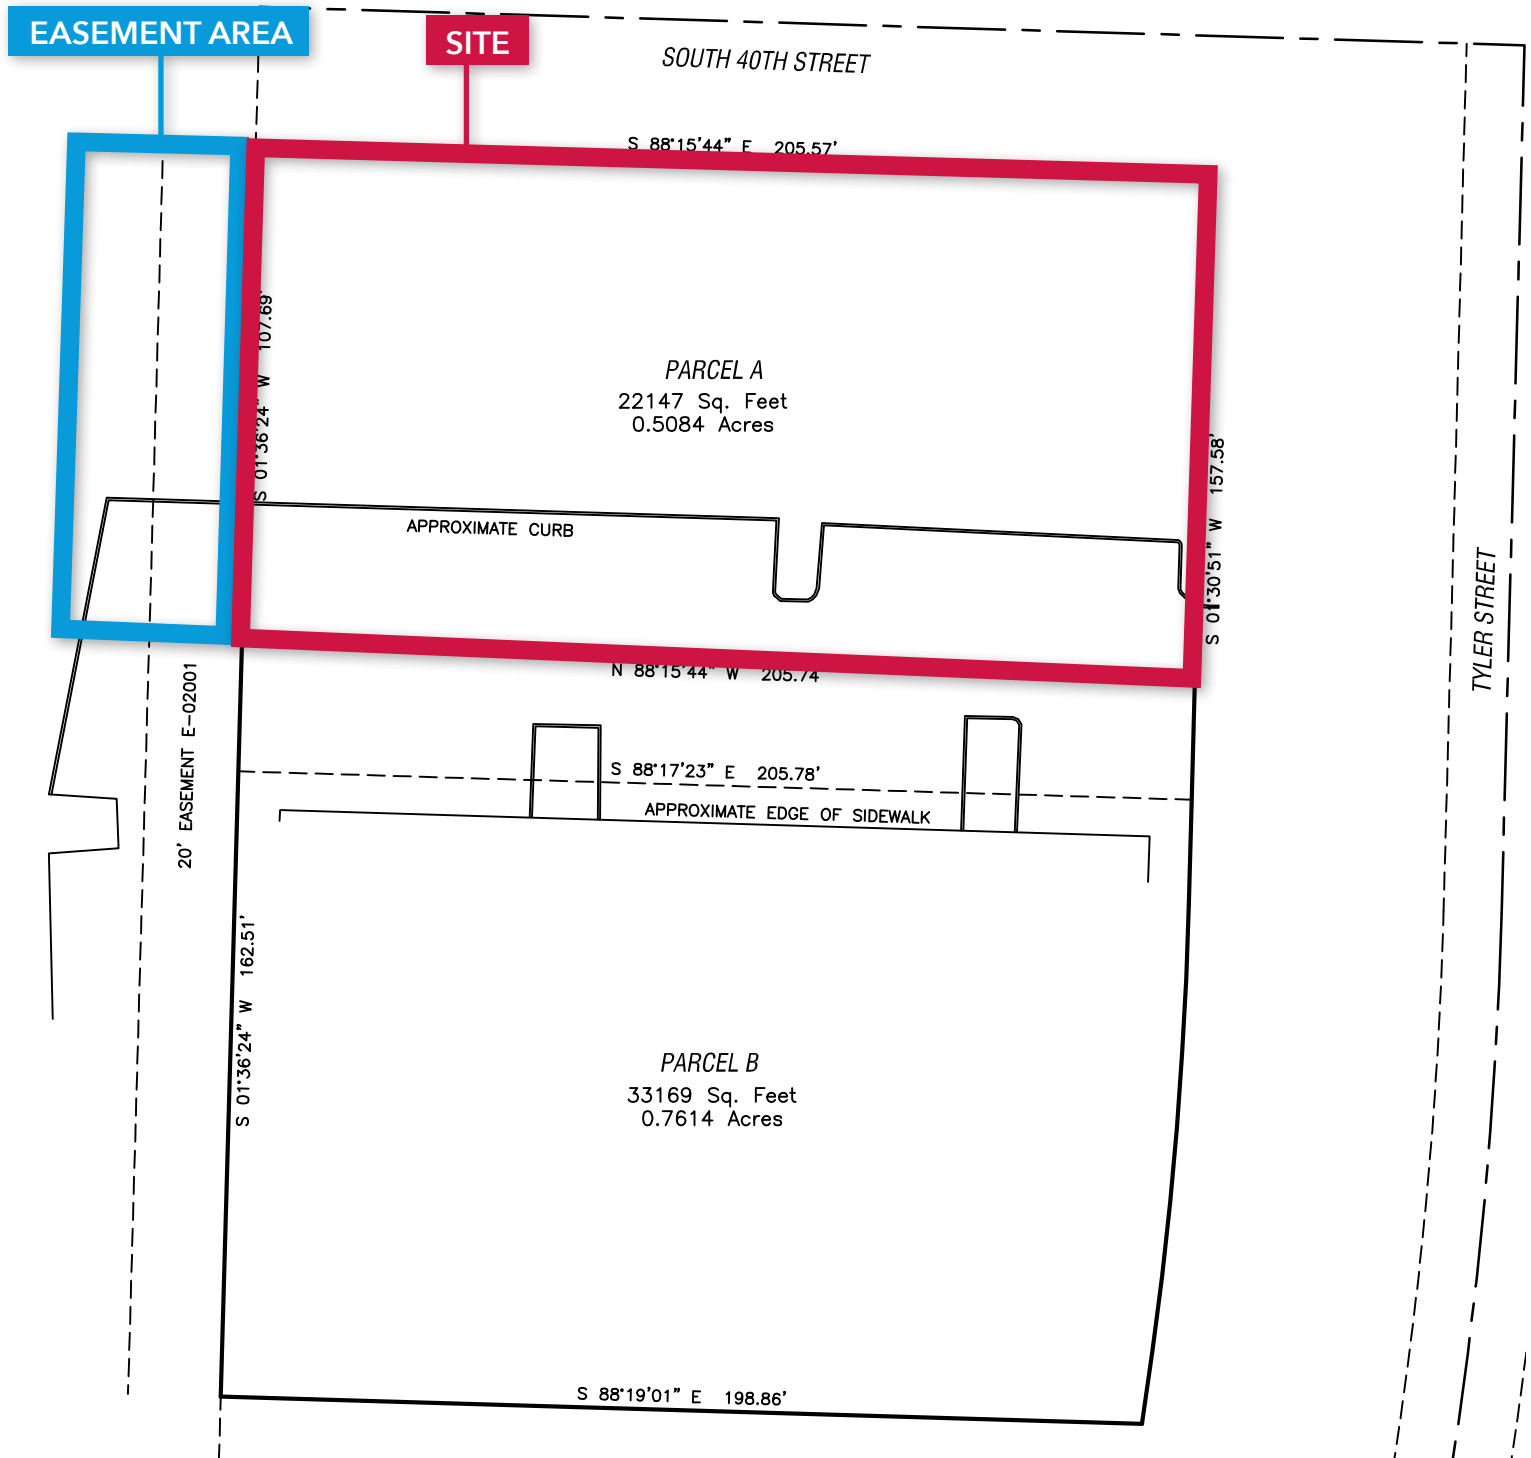 EASEMENT AREA
SITE
SOUTH 40TH STREET
S 88°15'44" E 205.57'
S 01°36'24" W 107.69'
PARCEL A
22147 Sq. Feet
0.5084 Acres
S 01°30'51" W 157.58'
APPROXIMATE CURB
TYLER STREET
N 88°15'44" W 205.74'
20' EASEMENT E-02001
S 88°17'23" E 205.78'
APPROXIMATE EDGE OF SIDEWALK
S 01°36'24" W 162.51'
PARCEL B
33169 Sq. Feet
0.7614 Acres
S 88°19'01" E 198.86'